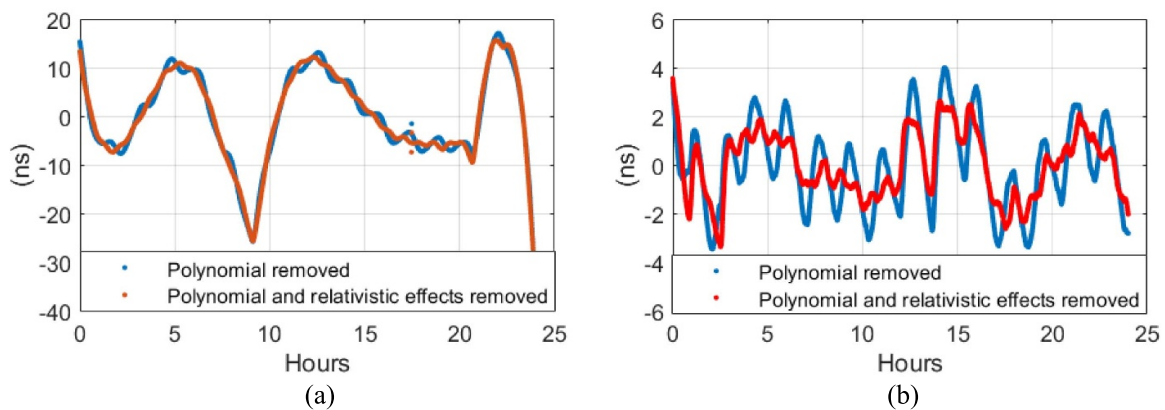 20
10
0
-10
-20
-30
-40
(ns)
Polynomial removed
Polynomial and relativistic effects removed
0 5 10 15 20 25
Hours
(a)
6
4
2
0
-2
-4
-6
(ns)
Polynomial removed
Polynomial and relativistic effects removed
0 5 10 15 20 25
Hours
(b)